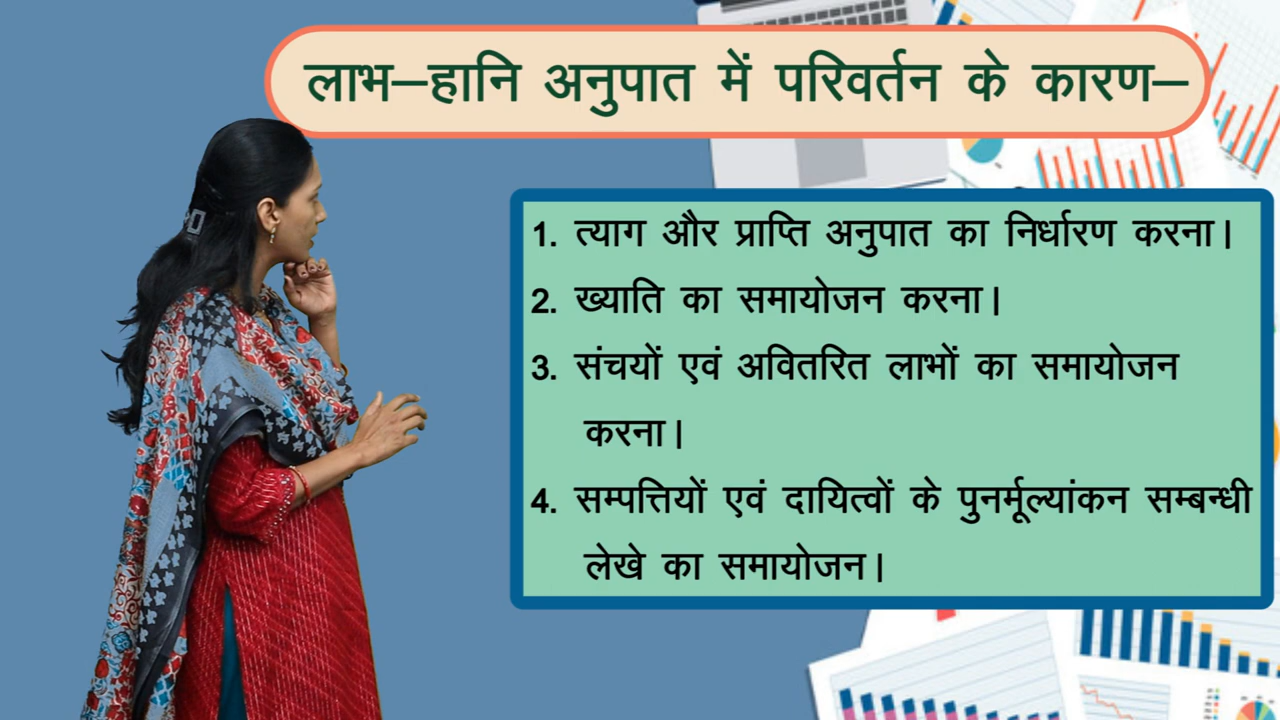 लाभ–हानि अनुपात में परिवर्तन के कारण–
1. त्याग और प्राप्ति अनुपात का निर्धारण करना।
2. ख्याति का समायोजन करना।
3. संचयों एवं अवितरित लाभों का समायोजन
करना।
4. सम्पत्तियों एवं दायित्वों के पुनर्मूल्यांकन सम्बन्धी
लेखे का समायोजन।